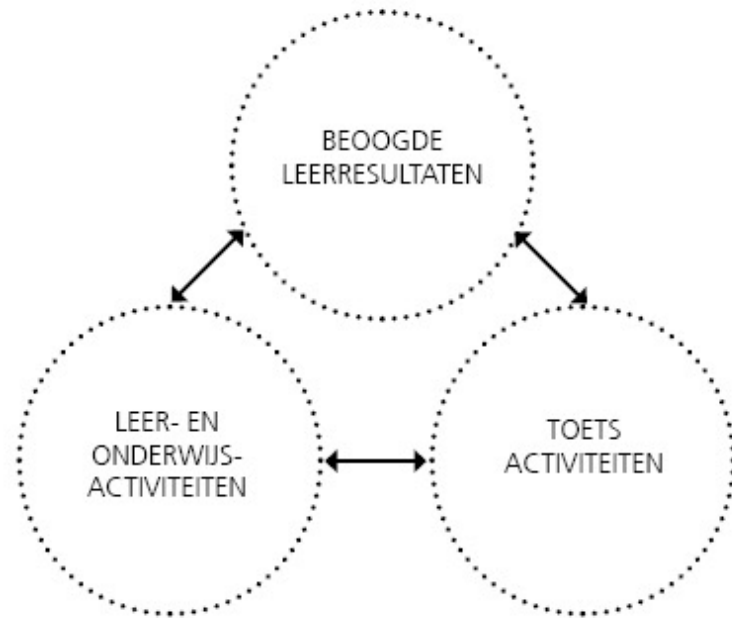 BEOOGDE
LEERRESULTATEN
LEER- EN
ONDERWIJS-
ACTIVITEITEN
TOETS
ACTIVITEITEN